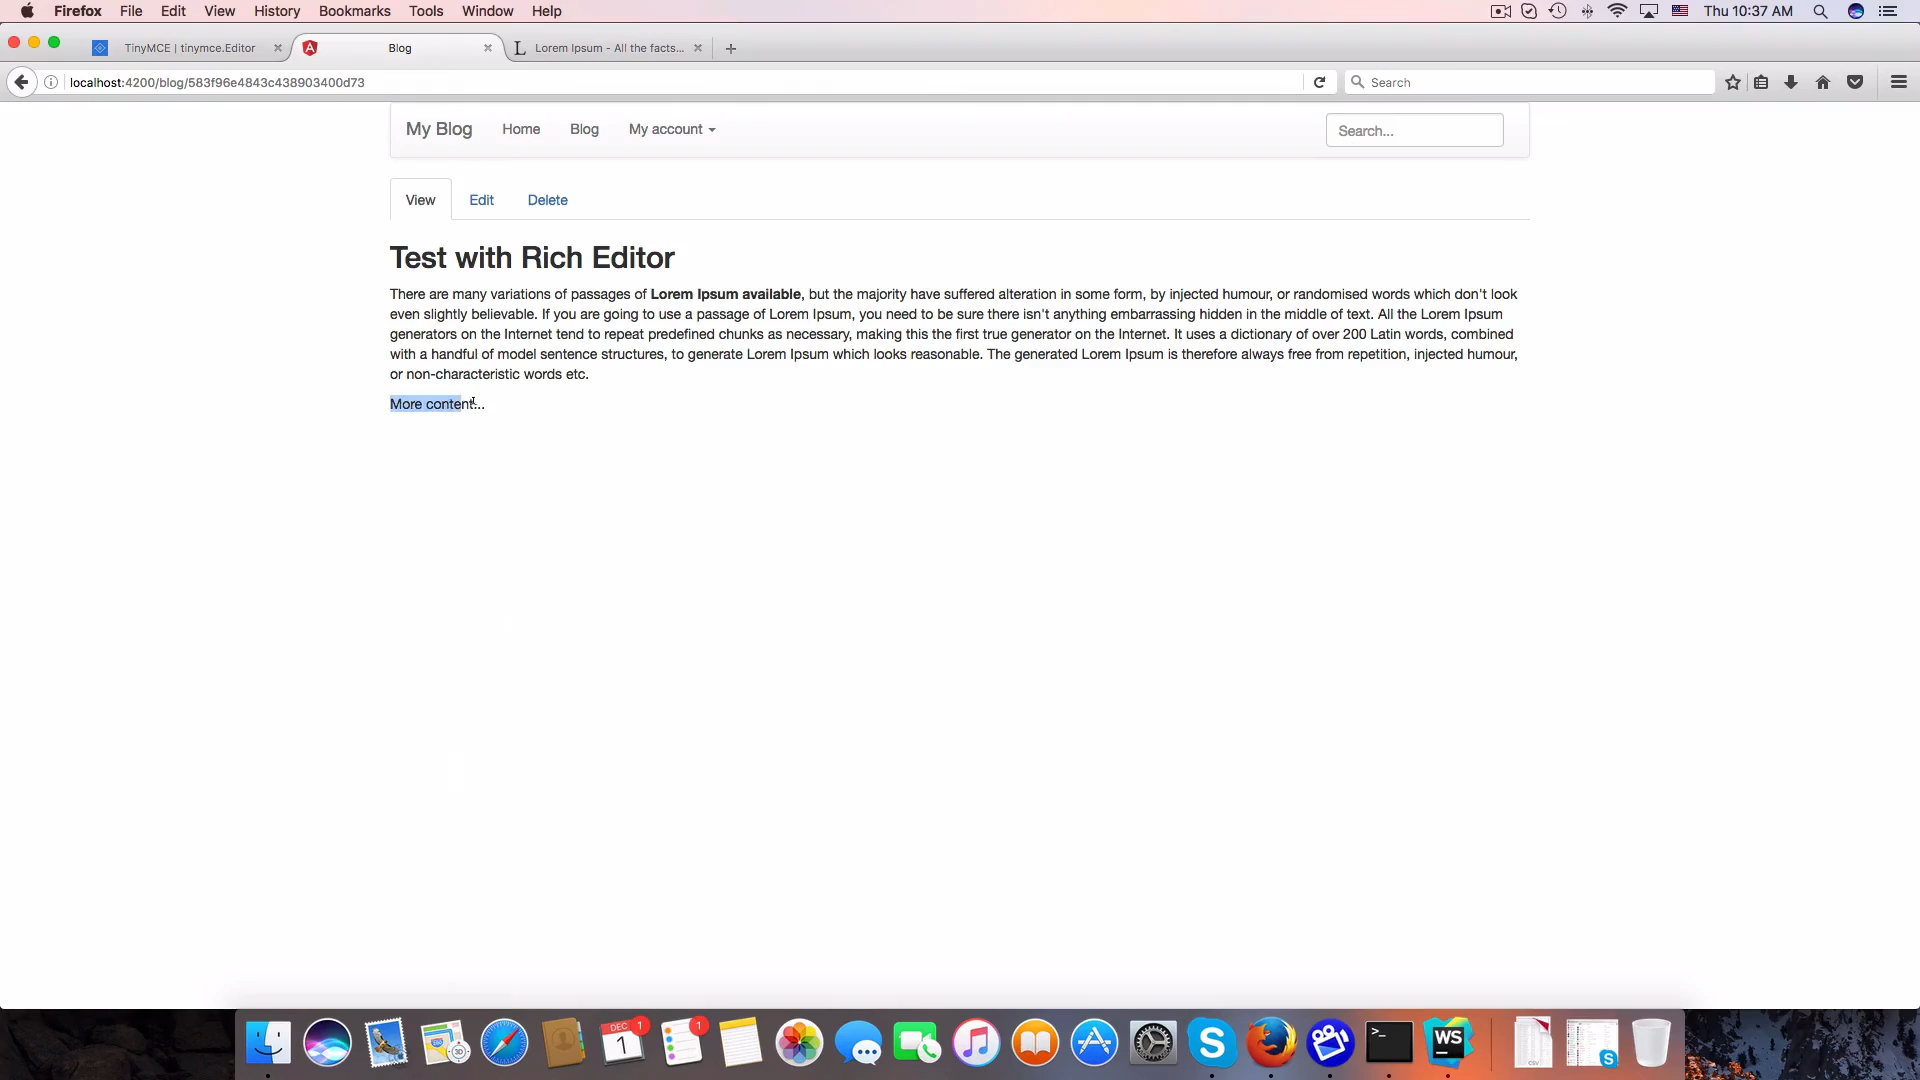 Firefox File Edit View History Bookmarks Tools Window Help Thu 10:37 AM
TinyMCE | tinymce.Editor Blog L Lorem Ipsum - All the facts...
localhost:4200/blog/583f96e4843c438903400d73 Search
My Blog Home Blog My account Search...
View Edit Delete
Test with Rich Editor
There are many variations of passages of Lorem Ipsum available, but the majority have suffered alteration in some form, by injected humour, or randomised words which don't look
even slightly believable. If you are going to use a passage of Lorem Ipsum, you need to be sure there isn't anything embarrassing hidden in the middle of text. All the Lorem Ipsum
generators on the Internet tend to repeat predefined chunks as necessary, making this the first true generator on the Internet. It uses a dictionary of over 200 Latin words, combined
with a handful of model sentence structures, to generate Lorem Ipsum which looks reasonable. The generated Lorem Ipsum is therefore always free from repetition, injected humour,
or non-characteristic words etc.
More content...
3D DEC 1 1 1 S >_ WS CSV S